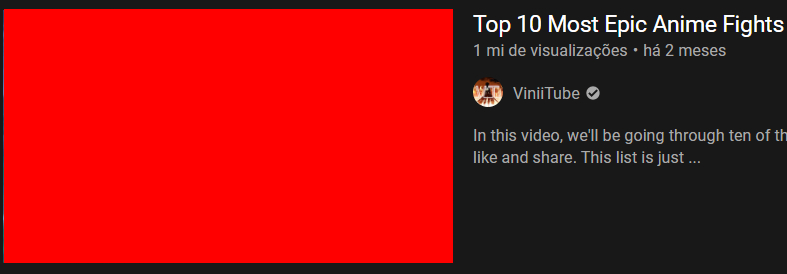 Top 10 Most Epic Anime Fights
1 mi de visualizações • há 2 meses
ViniiTube
In this video, we'll be going through ten of th
like and share. This list is just ...